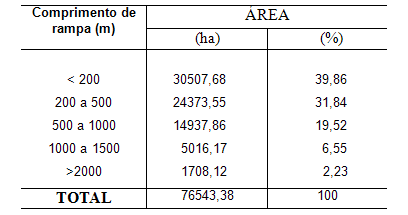 Comprimento de rampa (m) ÁREA
(ha) (%)
< 200 30507,68 39,86
200 a 500 24373,55 31,84
500 a 1000 14937,86 19,52
1000 a 1500 5016,17 6,55
>2000 1708,12 2,23
TOTAL 76543,38 100